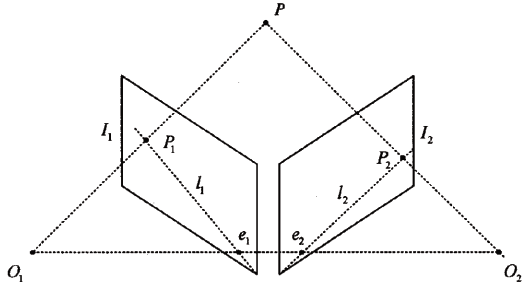 P
I₁
P₁
I₂
P₂
l₁
l₂
e₁
e₂
O₁
O₂